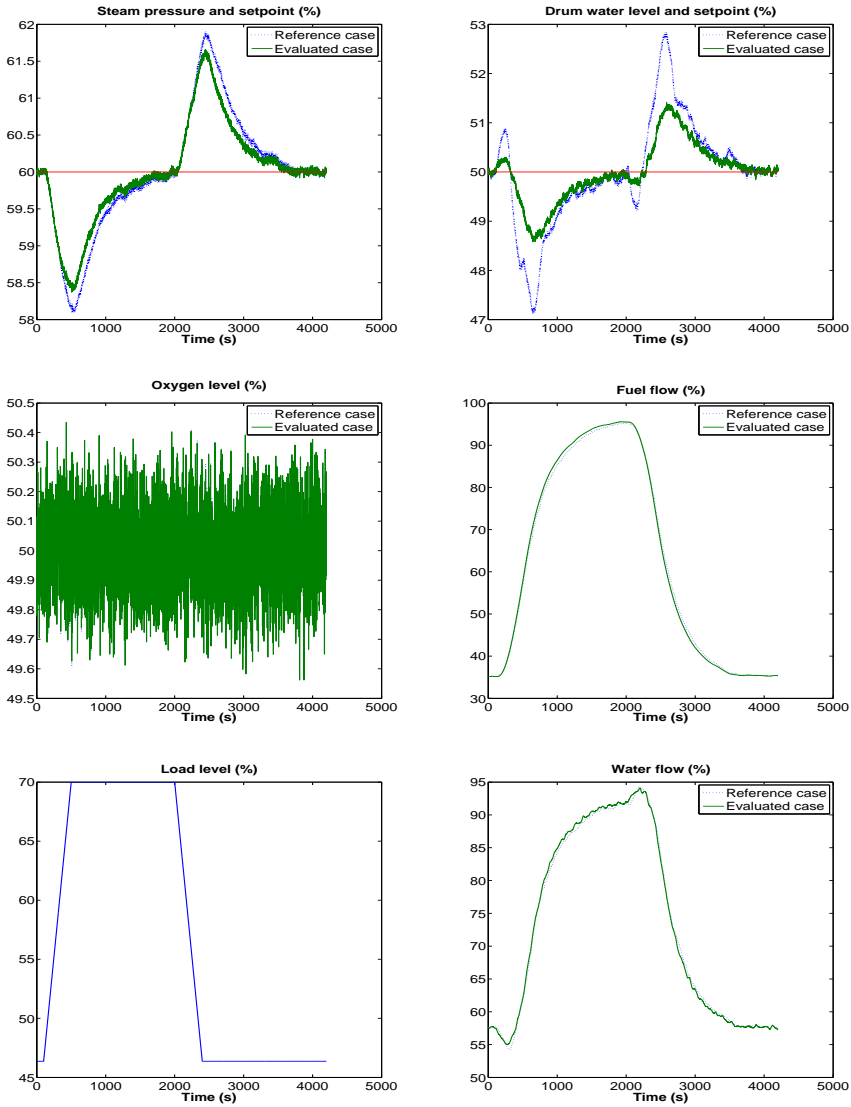 Steam pressure and setpoint (%)
62
61.5
61
60.5
60
59.5
59
58.5
58
0 1000 2000 3000 4000 5000
Time (s)
Reference case
Evaluated case
Drum water level and setpoint (%)
53
52
51
50
49
48
47
0 1000 2000 3000 4000 5000
Time (s)
Reference case
Evaluated case
Oxygen level (%)
50.5
50.4
50.3
50.2
50.1
50
49.9
49.8
49.7
49.6
49.5
0 1000 2000 3000 4000 5000
Time (s)
Reference case
Evaluated case
Fuel flow (%)
100
90
80
70
60
50
40
30
0 1000 2000 3000 4000 5000
Time (s)
Reference case
Evaluated case
Load level (%)
70
65
60
55
50
45
0 1000 2000 3000 4000 5000
Time (s)
Water flow (%)
95
90
85
80
75
70
65
60
55
50
0 1000 2000 3000 4000 5000
Time (s)
Reference case
Evaluated case